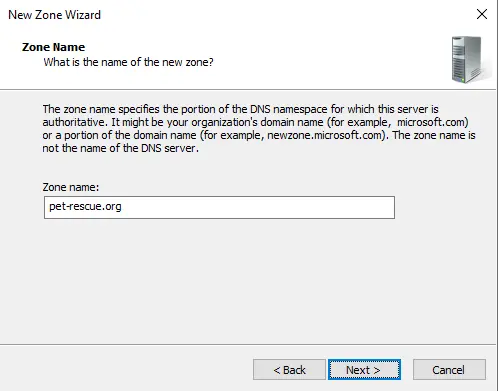 New Zone Wizard
Zone Name
What is the name of the new zone?
The zone name specifies the portion of the DNS namespace for which this server is
authoritative. It might be your organization's domain name (for example, microsoft.com)
or a portion of the domain name (for example, newzone.microsoft.com). The zone name is
not the name of the DNS server.
Zone name:
pet-rescue.org
< Back
Next >
Cancel